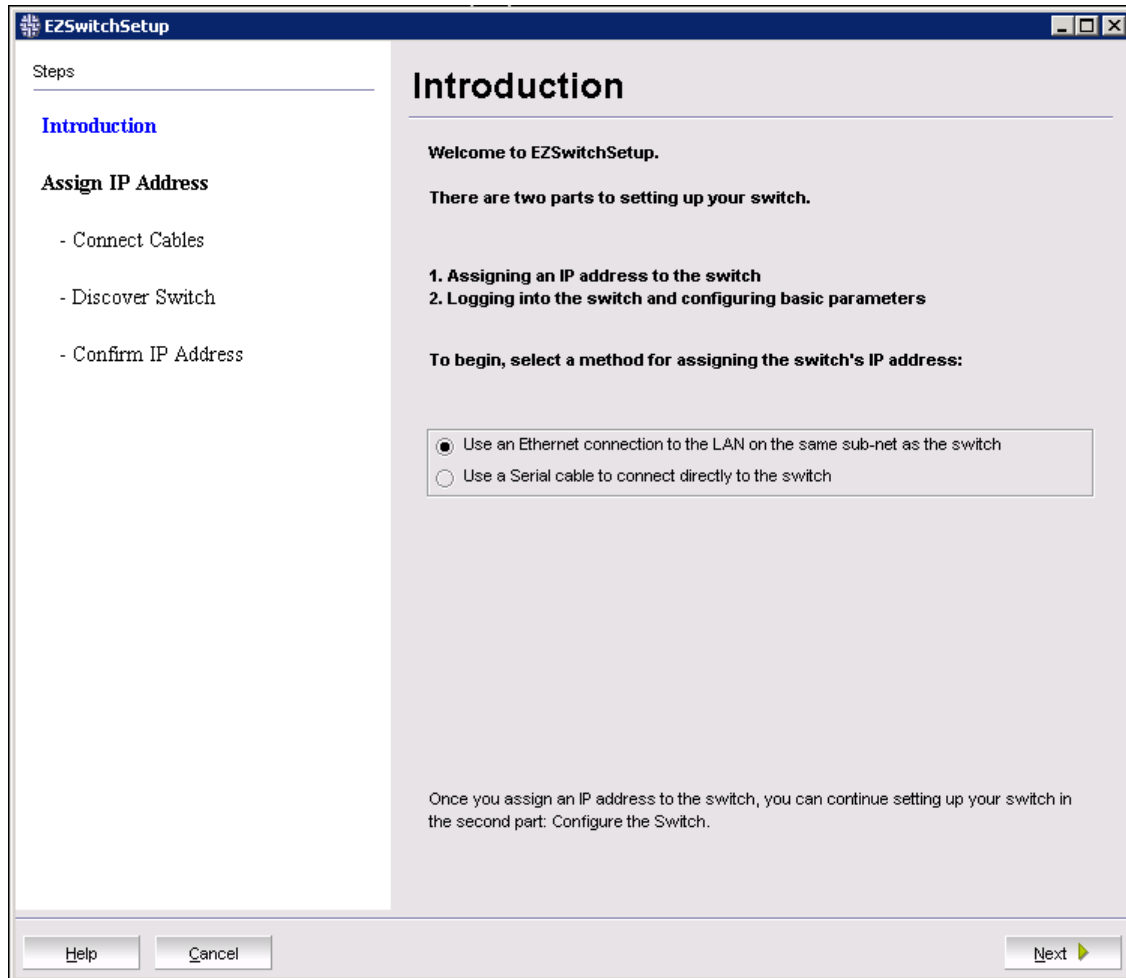 EZSwitchSetup
Steps
Introduction
Assign IP Address
- Connect Cables
- Discover Switch
- Confirm IP Address
Introduction
Welcome to EZSwitchSetup.
There are two parts to setting up your switch.
1. Assigning an IP address to the switch
2. Logging into the switch and configuring basic parameters
To begin, select a method for assigning the switch's IP address:
Use an Ethernet connection to the LAN on the same sub-net as the switch
Use a Serial cable to connect directly to the switch
Once you assign an IP address to the switch, you can continue setting up your switch in
the second part: Configure the Switch.
Help
Cancel
Next